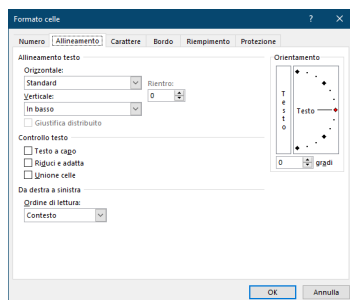 Formato celle
? ×
Numero Allineamento Carattere Bordo Riempimento Protezione
Allineamento testo
Orizzontale:
Standard
Rientro:
Verticale:
0
In basso
Giustifica distribuito
Controllo testo
Testo a capo
Riduci e adatta
Unione celle
Da destra a sinistra
Ordine di lettura:
Contesto
Orientamento
Testo
Testo
0 gradi
OK Annulla